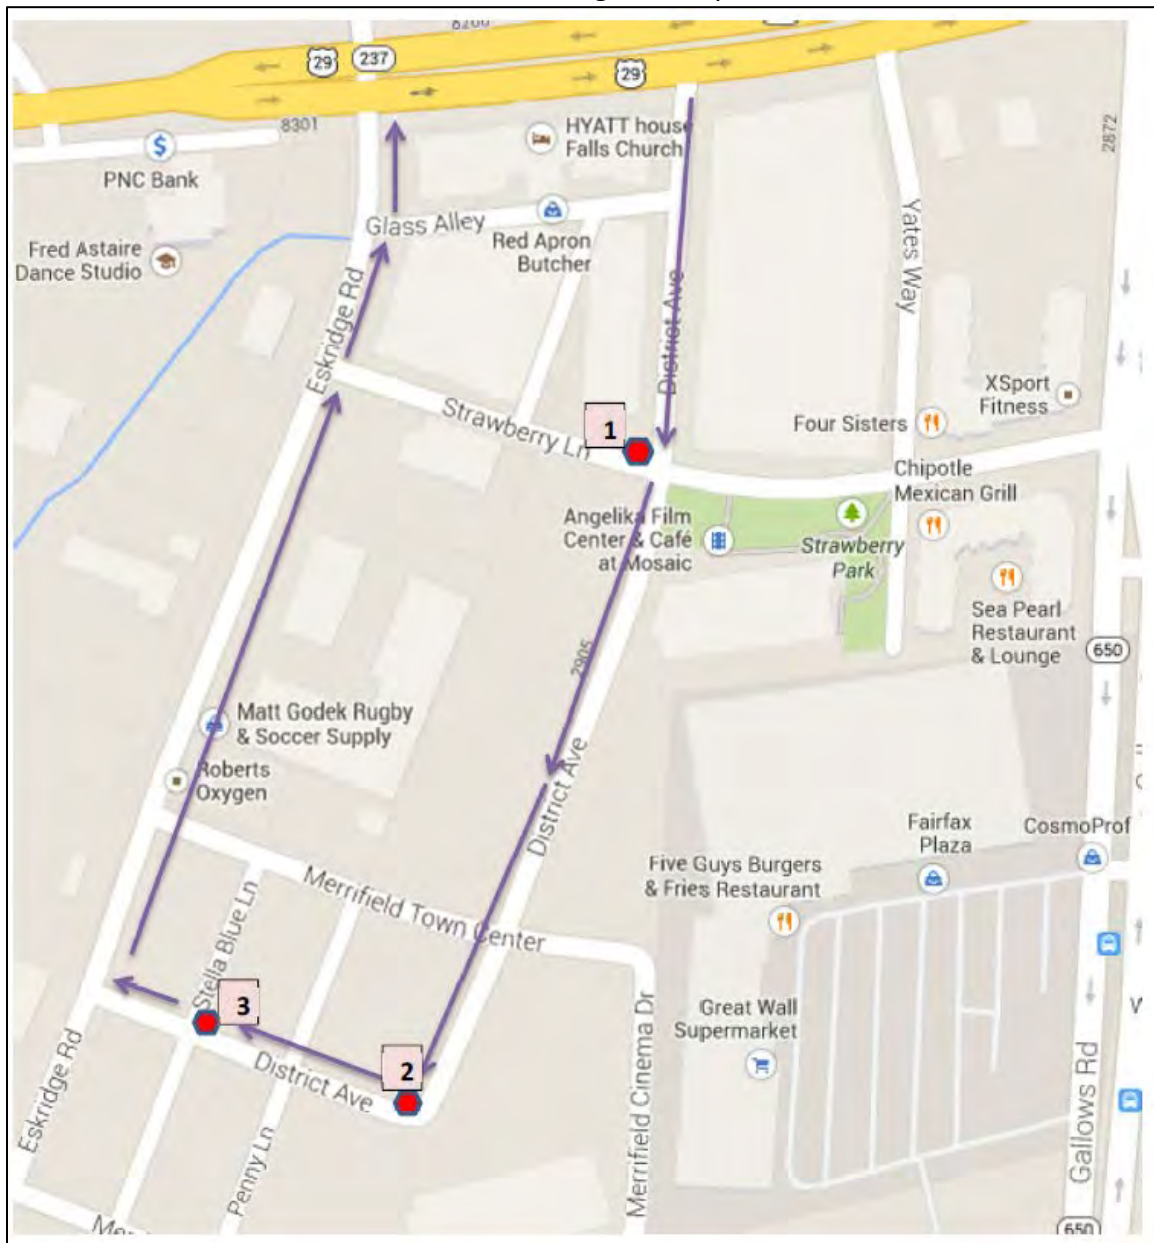 8200
29
237
29
8301
2872
HYATT house
Falls Church
PNC Bank
Glass Alley
Red Apron
Butcher
Fred Astaire
Dance Studio
Yates Way
Eskridge Rd
District Ave
XSport
Fitness
Strawberry Ln
1
Four Sisters
Chipotle
Mexican Grill
Angelika Film
Center & Café
at Mosaic
Strawberry
Park
Sea Pearl
Restaurant
& Lounge
650
2905
Matt Godek Rugby
& Soccer Supply
Roberts
Oxygen
District Ave
Fairfax
Plaza
CosmoProf
Five Guys Burgers
& Fries Restaurant
Merrifield Town Center
Stella Blue Ln
3
Great Wall
Supermarket
2
District Ave
Merrifield Cinema Dr
Eskridge Rd
Penny Ln
Gallows Rd
650